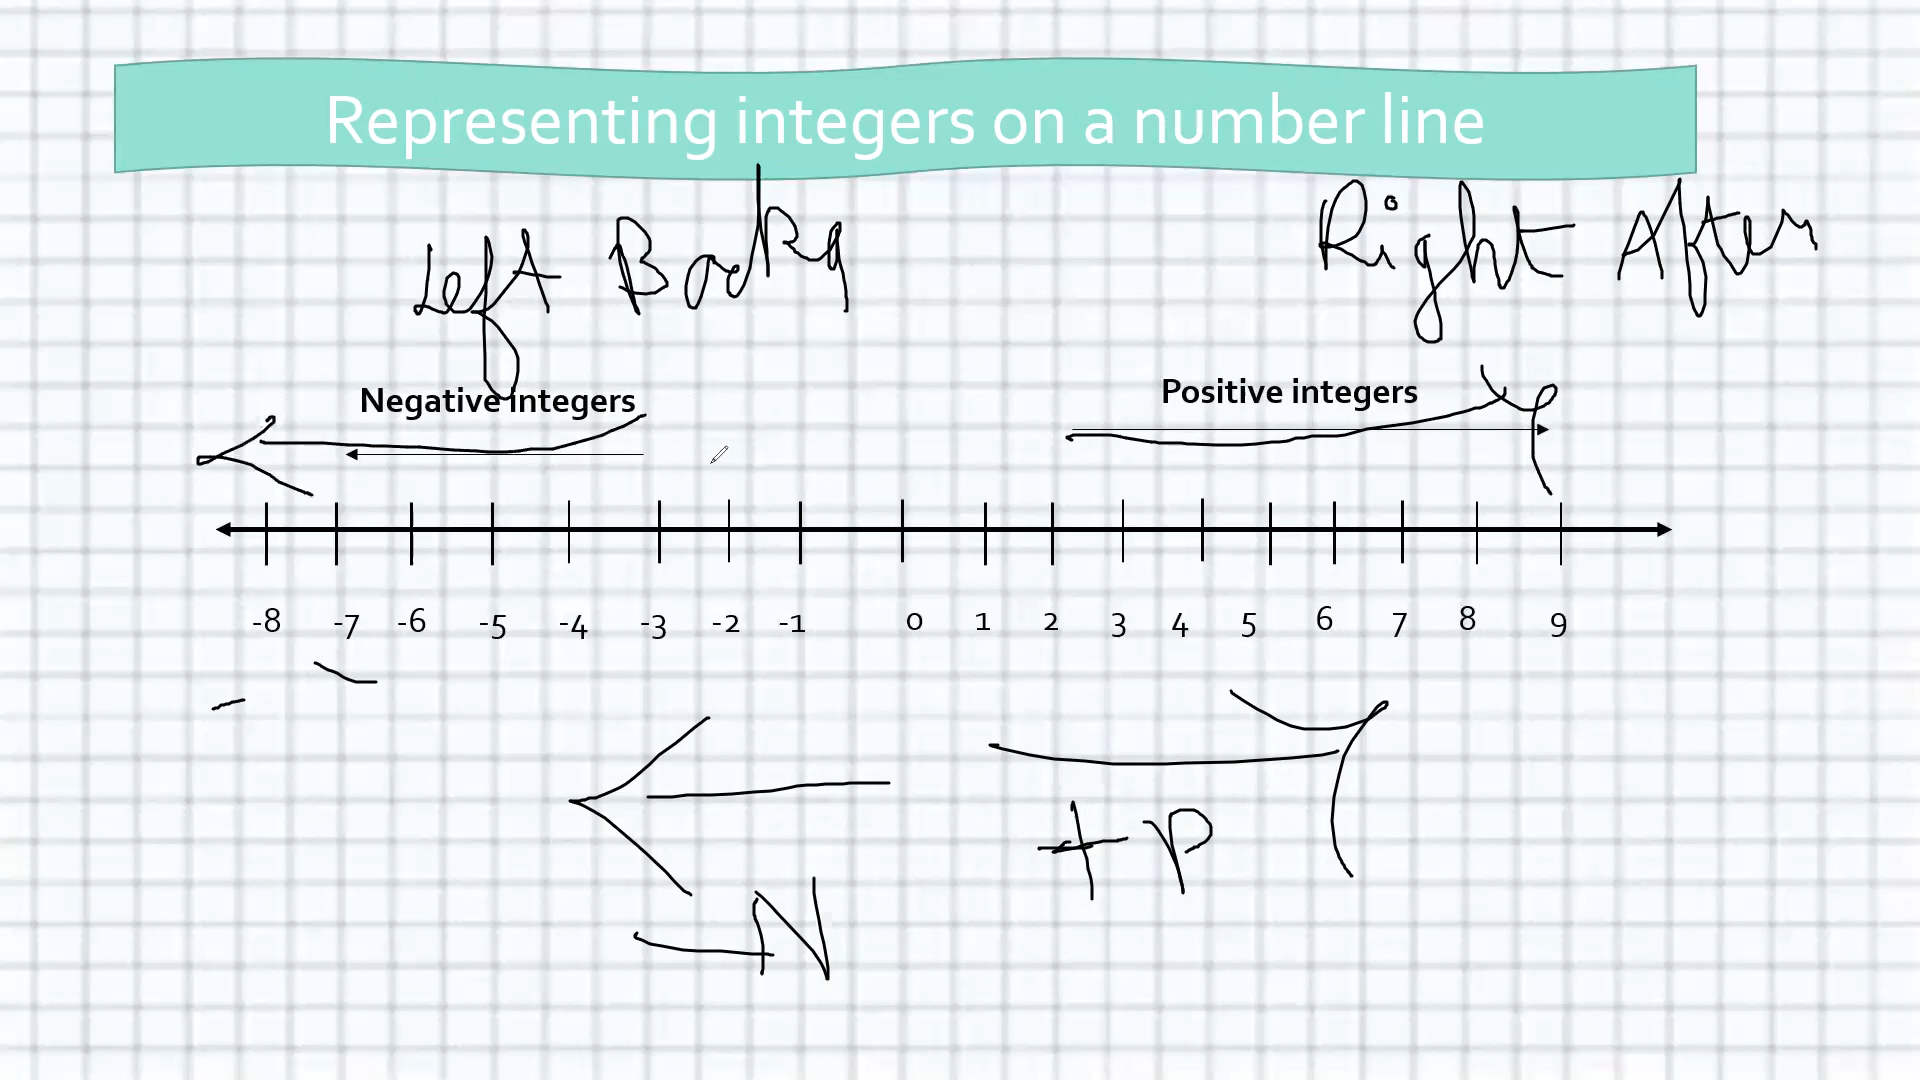 Representing integers on a number line
Left
Right After
Negative integers
Positive integers
-8 -7 -6 -5 -4 -3 -2 -1 0 1 2 3 4 5 6 7 8 9
+ P
- N